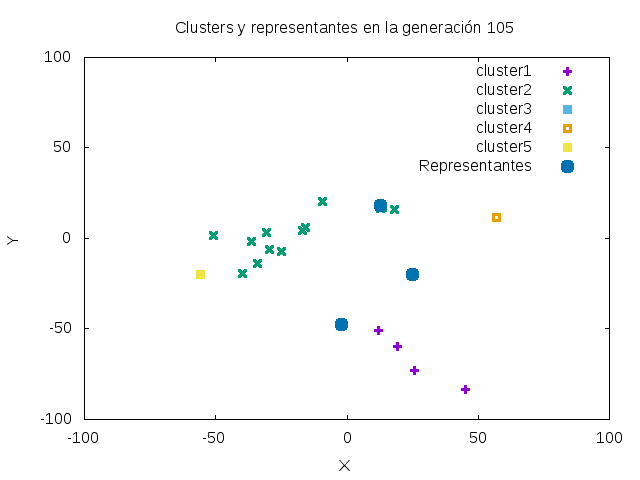 Clusters y representantes en la generación 105
100
50
0
-50
-100
-100
-50
0
50
100
Y
X
cluster1
cluster2
cluster3
cluster4
cluster5
Representantes